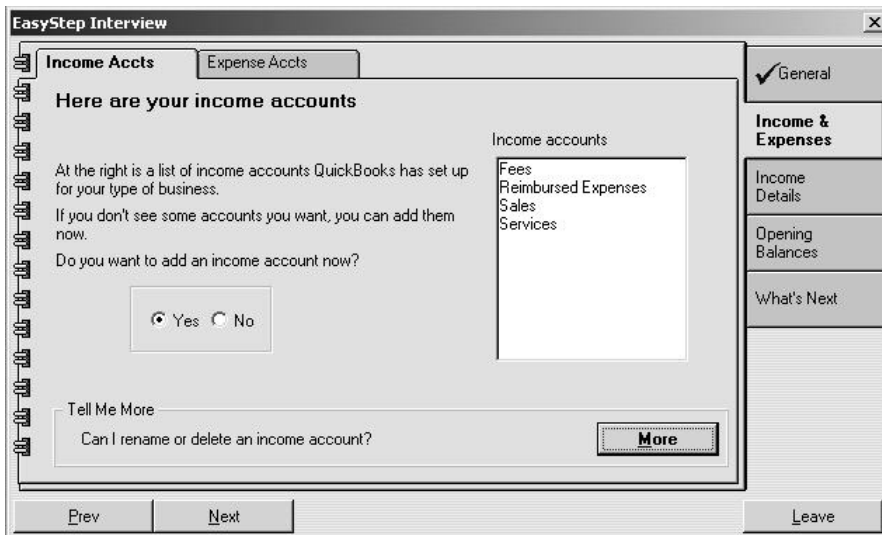 EasyStep Interview
Income Accts
Expense Accts
Here are your income accounts
At the right is a list of income accounts QuickBooks has set up
for your type of business.
If you don't see some accounts you want, you can add them
now.
Do you want to add an income account now?
Yes
No
Income accounts
Fees
Reimbursed Expenses
Sales
Services
Tell Me More
Can I rename or delete an income account?
More
General
Income &
Expenses
Income
Details
Opening
Balances
What's Next
Prev
Next
Leave